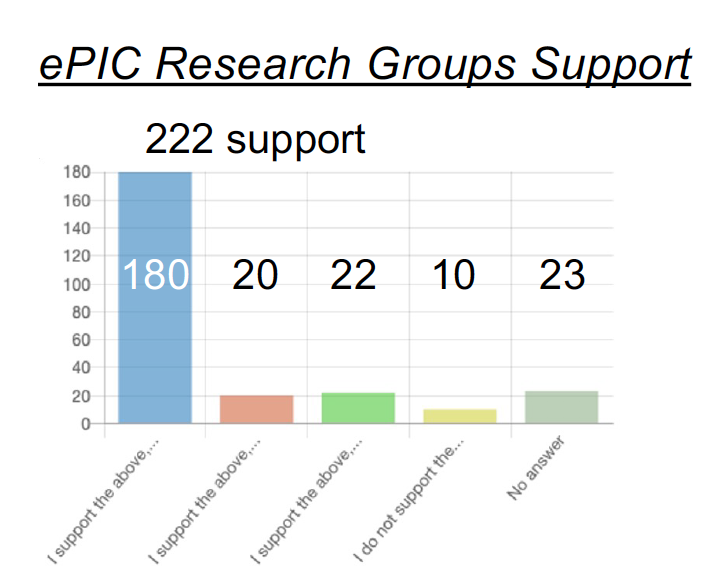 ePIC Research Groups Support
222 support
180
160
140
120
100
80
60
40
20
0
180 20 22 10 23
I support the above,...
I support the above,...
I support the above,...
I do not support the...
No answer